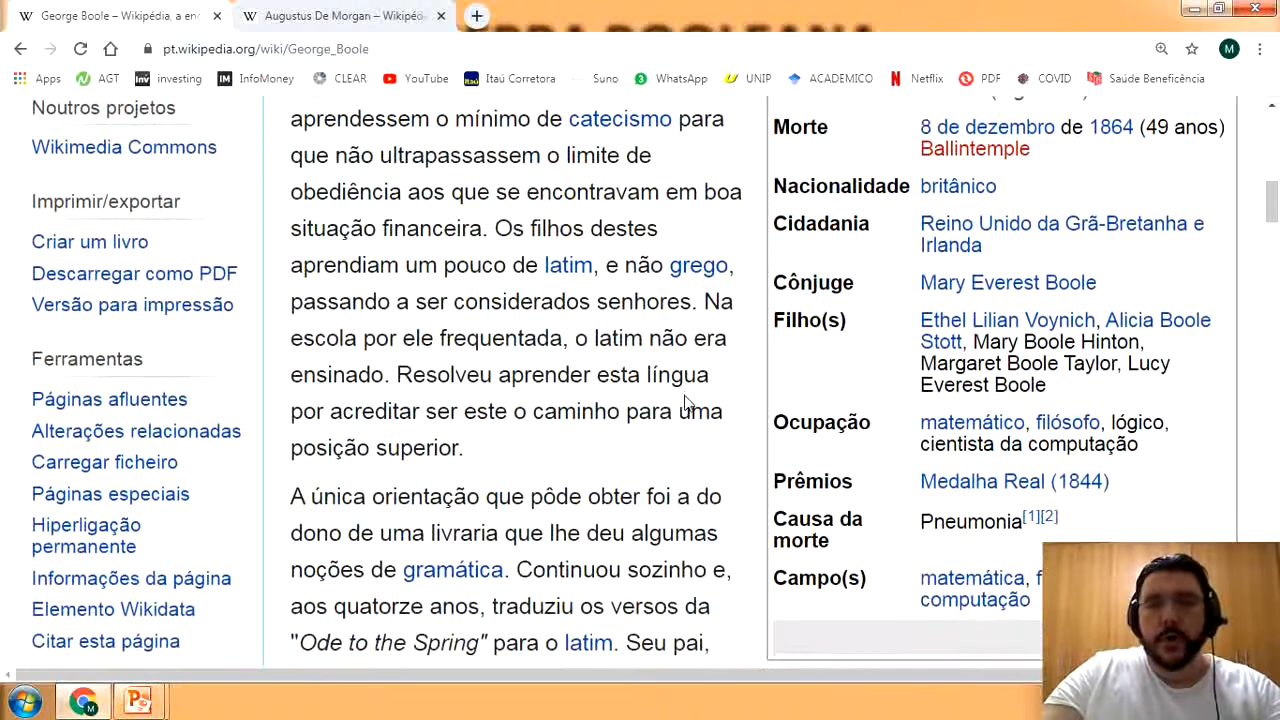 George Boole – Wikipédia, a en
Augustus De Morgan – Wikipéd
pt.wikipedia.org/wiki/George_Boole
M
Apps AGT investing InfoMoney CLEAR YouTube Itaú Corretora Suno WhatsApp UNIP ACADEMICO Netflix PDF COVID Saúde Beneficência
Noutros projetos
Wikimedia Commons
Imprimir/exportar
Criar um livro
Descarregar como PDF
Versão para impressão
Ferramentas
Páginas afluentes
Alterações relacionadas
Carregar ficheiro
Páginas especiais
Hiperligação
permanente
Informações da página
Elemento Wikidata
Citar esta página
aprendessem o mínimo de catecismo para
que não ultrapassassem o limite de
obediência aos que se encontravam em boa
situação financeira. Os filhos destes
aprendiam um pouco de latim, e não grego,
passando a ser considerados senhores. Na
escola por ele frequentada, o latim não era
ensinado. Resolveu aprender esta língua
por acreditar ser este o caminho para uma
posição superior.
A única orientação que pôde obter foi a do
dono de uma livraria que lhe deu algumas
noções de gramática. Continuou sozinho e,
aos quatorze anos, traduziu os versos da
"Ode to the Spring" para o latim. Seu pai,
Morte 8 de dezembro de 1864 (49 anos)
Ballintemple
Nacionalidade britânico
Cidadania Reino Unido da Grã-Bretanha e
Irlanda
Cônjuge Mary Everest Boole
Filho(s) Ethel Lilian Voynich, Alicia Boole
Stott, Mary Boole Hinton,
Margaret Boole Taylor, Lucy
Everest Boole
Ocupação matemático, filósofo, lógico,
cientista da computação
Prêmios Medalha Real (1844)
Causa da
morte Pneumonia[1][2]
Campo(s) matemática, f
computação